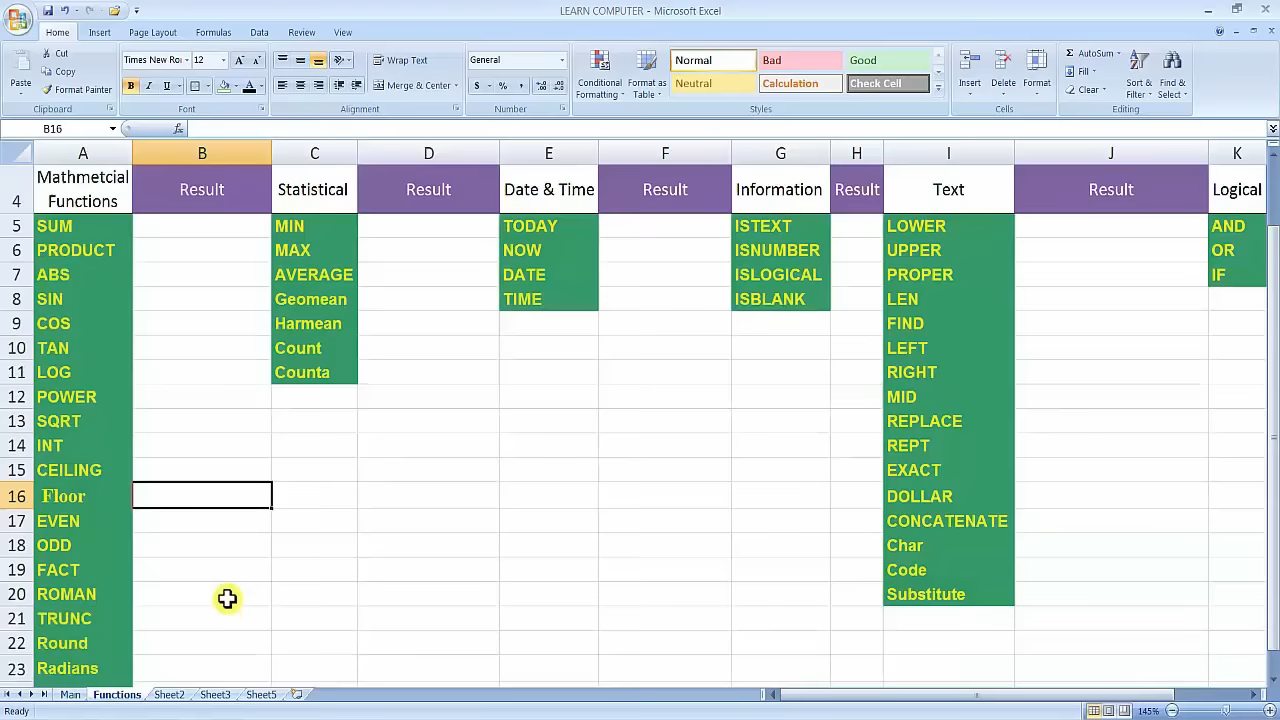 LEARN COMPUTER - Microsoft Excel
Home Insert Page Layout Formulas Data Review View
Paste
Cut
Copy
Format Painter
Clipboard
Times New Ro 12
B I U
Font
Wrap Text
Merge & Center
Alignment
General
$ % ,
Number
Conditional Formatting
Format as Table
Normal Bad Good
Neutral Calculation Check Cell
Styles
Insert Delete Format
Cells
AutoSum
Fill
Clear
Sort & Filter
Find & Select
Editing
B16 fx
A B C D E F G H I J K
4 Mathmetcial Functions Result Statistical Result Date & Time Result Information Result Text Result Logical
5 SUM MIN TODAY ISTEXT LOWER AND
6 PRODUCT MAX NOW ISNUMBER UPPER OR
7 ABS AVERAGE DATE ISLOGICAL PROPER IF
8 SIN Geomean TIME ISBLANK LEN
9 COS Harmean FIND
10 TAN Count LEFT
11 LOG Counta RIGHT
12 POWER MID
13 SQRT REPLACE
14 INT REPT
15 CEILING EXACT
16 Floor DOLLAR
17 EVEN CONCATENATE
18 ODD Char
19 FACT Code
20 ROMAN Substitute
21 TRUNC
22 Round
23 Radians
Main Functions Sheet2 Sheet3 Sheet5
Ready 145%